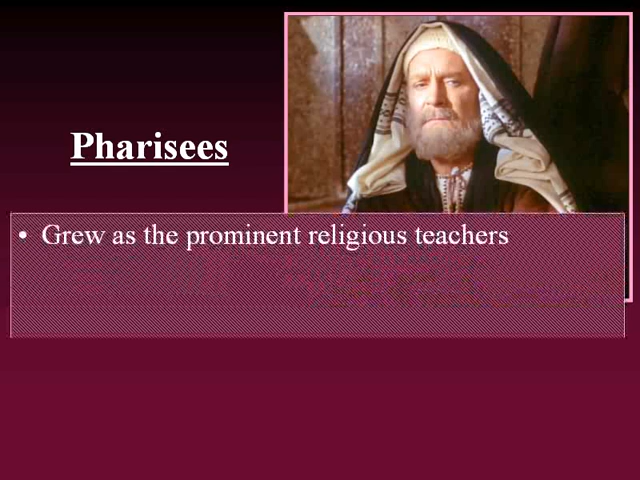 Pharisees
• Grew as the prominent religious teachers